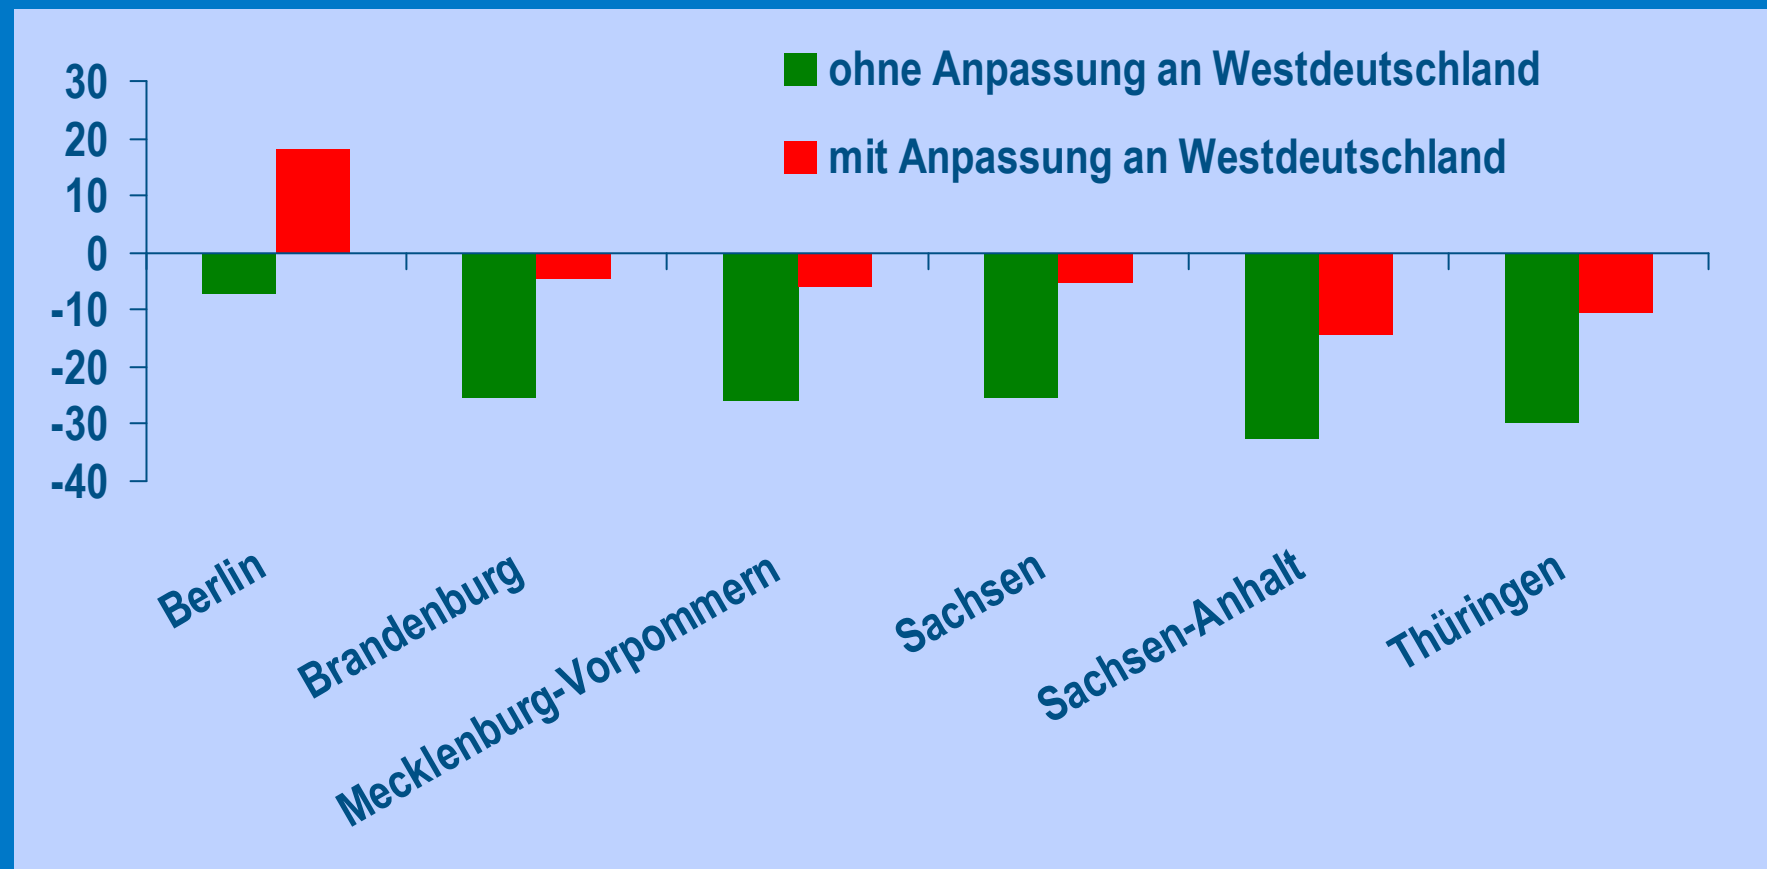 ohne Anpassung an Westdeutschland
mit Anpassung an Westdeutschland
30
20
10
0
-10
-20
-30
-40
Berlin
Brandenburg
Mecklenburg-Vorpommern
Sachsen
Sachsen-Anhalt
Thüringen